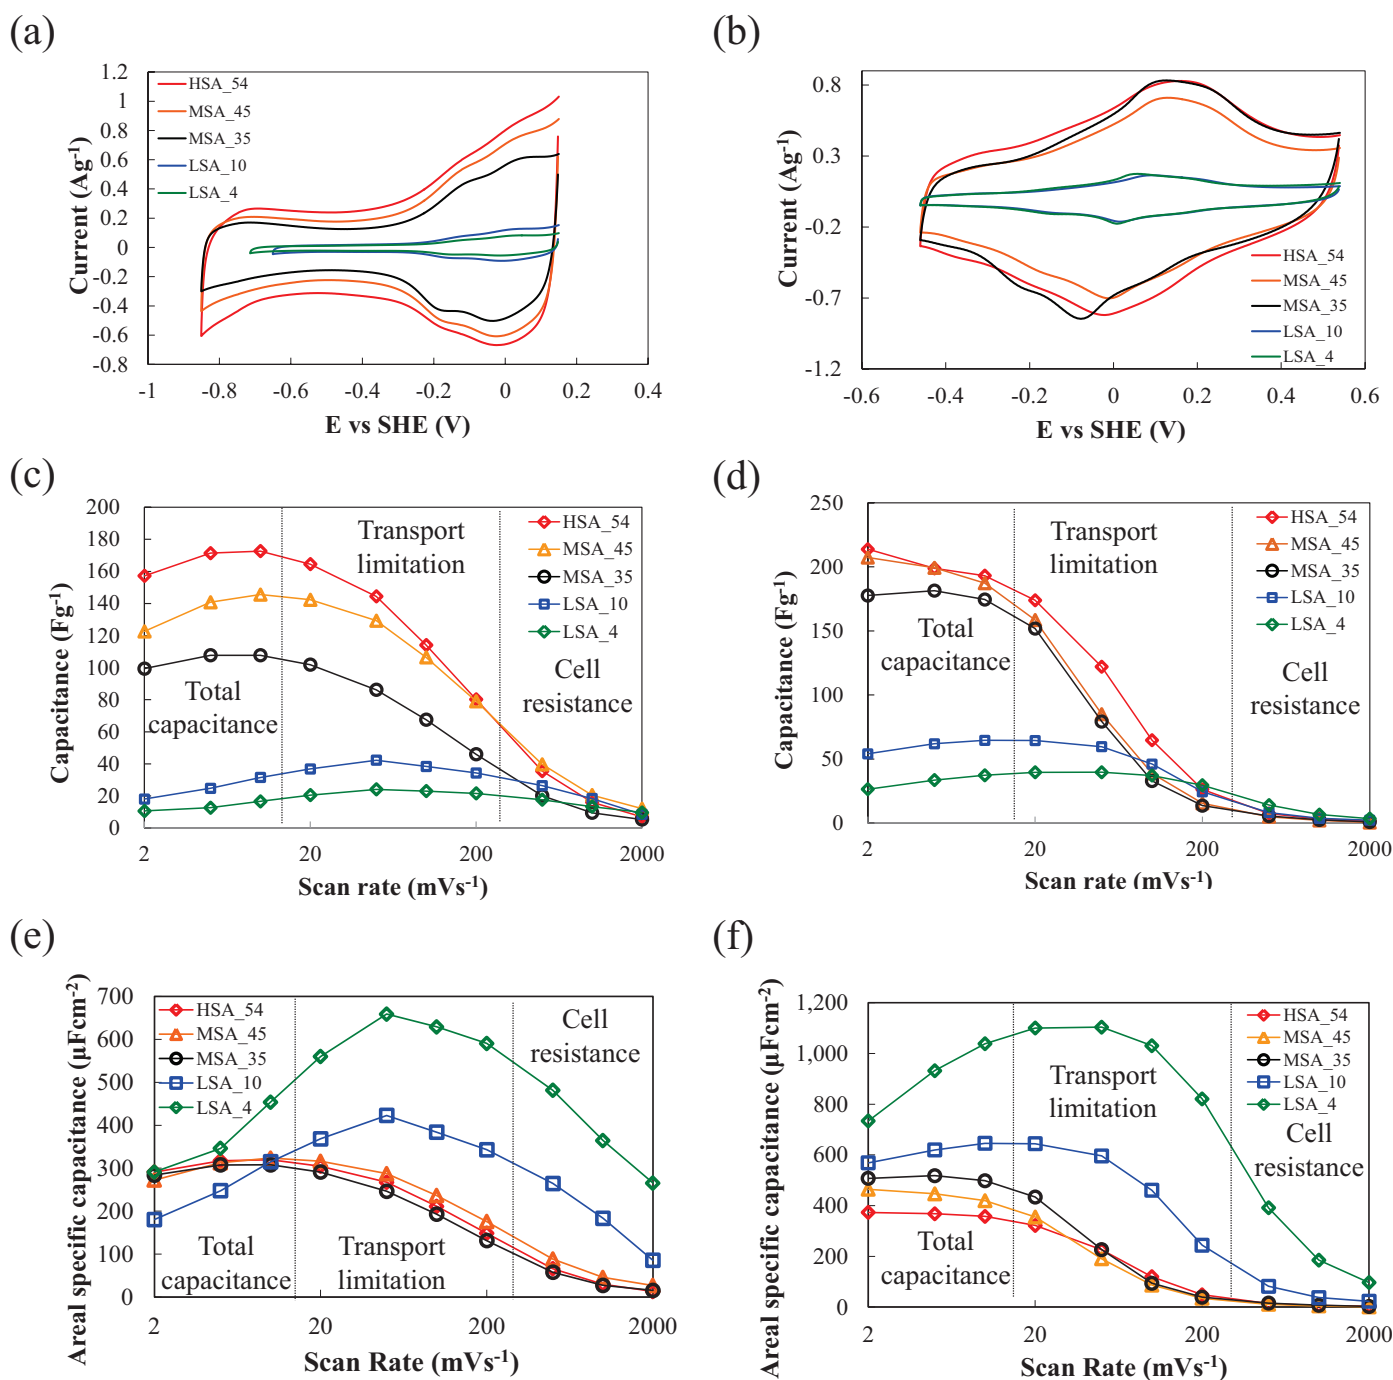 (a)
1.2
1
0.8
0.6
0.4
0.2
0
-0.2
-0.4
-0.6
-0.8
Current (Ag-1)
HSA_54
MSA_45
MSA_35
LSA_10
LSA_4
-1
-0.8
-0.6
-0.4
-0.2
0
0.2
0.4
E vs SHE (V)
(b)
0.8
0.3
-0.2
-0.7
-1.2
Current (Ag-1)
HSA_54
MSA_45
MSA_35
LSA_10
LSA_4
-0.6
-0.4
-0.2
0
0.2
0.4
0.6
E vs SHE (V)
(c)
200
180
160
140
120
100
80
60
40
20
0
Capacitance (Fg-1)
Transport
limitation
HSA_54
MSA_45
MSA_35
LSA_10
LSA_4
Total
capacitance
Cell
resistance
2
20
200
2000
Scan rate (mVs-1)
(d)
250
200
150
100
50
0
Capacitance (Fg-1)
Transport
limitation
HSA_54
MSA_45
MSA_35
LSA_10
LSA_4
Total
capacitance
Cell
resistance
2
20
200
2000
Scan rate (mVs-1)
(e)
700
600
500
400
300
200
100
0
Areal specific capacitance (μFcm-2)
HSA_54
MSA_45
MSA_35
LSA_10
LSA_4
Cell
resistance
Total
capacitance
Transport
limitation
2
20
200
2000
Scan Rate (mVs-1)
(f)
1,200
1,000
800
600
400
200
0
Areal specific capacitance (μFcm-2)
HSA_54
MSA_45
MSA_35
LSA_10
LSA_4
Transport
limitation
Cell
resistance
Total
capacitance
2
20
200
2000
Scan Rate (mVs-1)